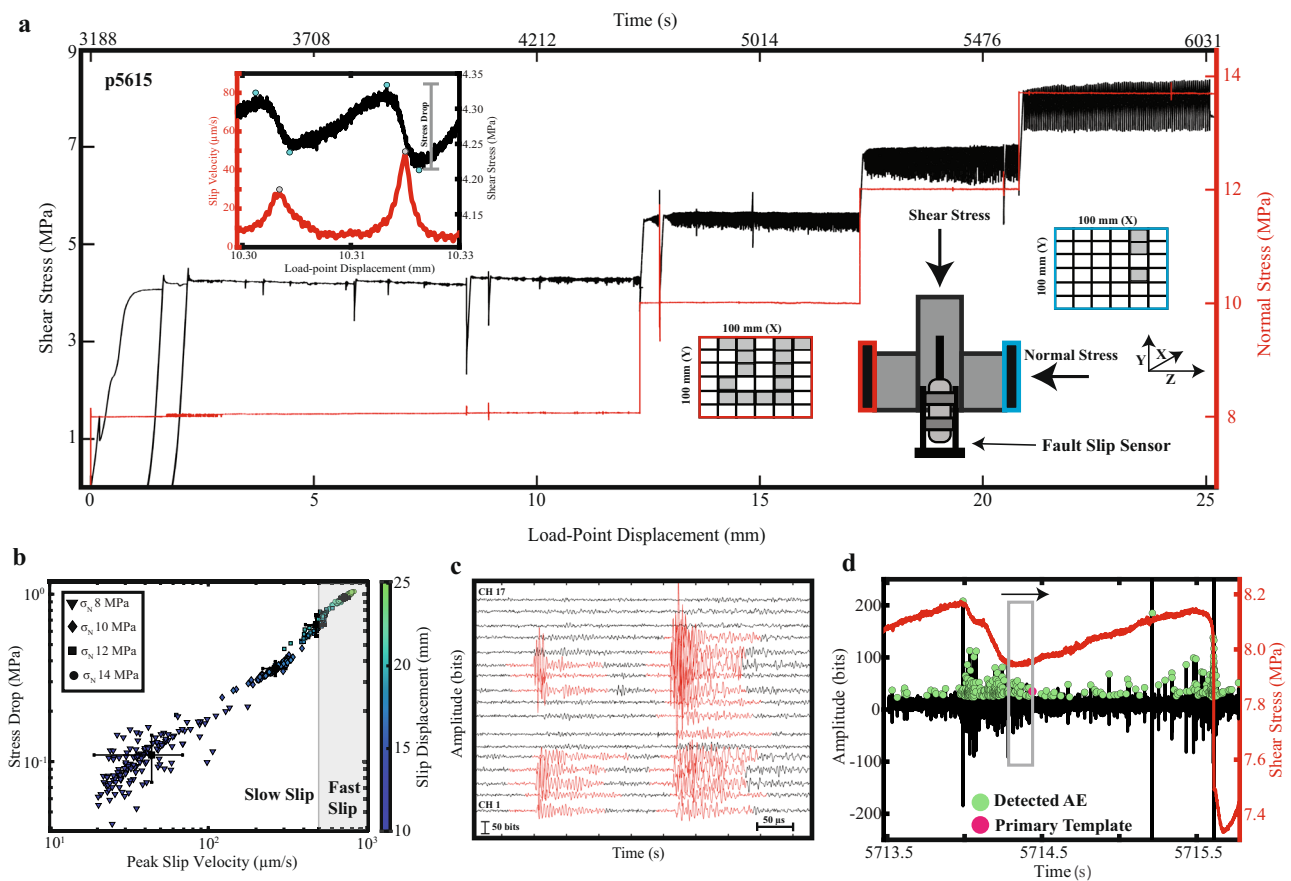 a
Time (s)
3188 3708 4212 5014 5476 6031
p5615
9
7
5
3
1
Shear Stress (MPa)
14
12
10
8
Normal Stress (MPa)
0 5 10 15 20 25
Load-Point Displacement (mm)
80
60
40
20
0
Slip Velocity (µm/s)
4.35
4.30
4.25
4.20
4.15
Shear Stress (MPa)
Stress Drop
10.30 10.31 10.33
Load-point Displacement (mm)
Shear Stress
100 mm (X)
100 mm (Y)
100 mm (X)
100 mm (Y)
Normal Stress
Y X
Z
Fault Slip Sensor
b
10⁰
10⁻¹
Stress Drop (MPa)
σN 8 MPa
σN 10 MPa
σN 12 MPa
σN 14 MPa
Slow Slip
Fast
Slip
10¹ 10² 10³
Peak Slip Velocity (µm/s)
25
20
15
10
Slip Displacement (mm)
c
CH 17
Amplitude (bits)
CH 1
50 bits
50 µs
Time (s)
d
200
100
0
-100
-200
Amplitude (bits)
8.2
8.0
7.8
7.6
7.4
Shear Stress (MPa)
Detected AE
Primary Template
5713.5 5714.5 5715.5
Time (s)